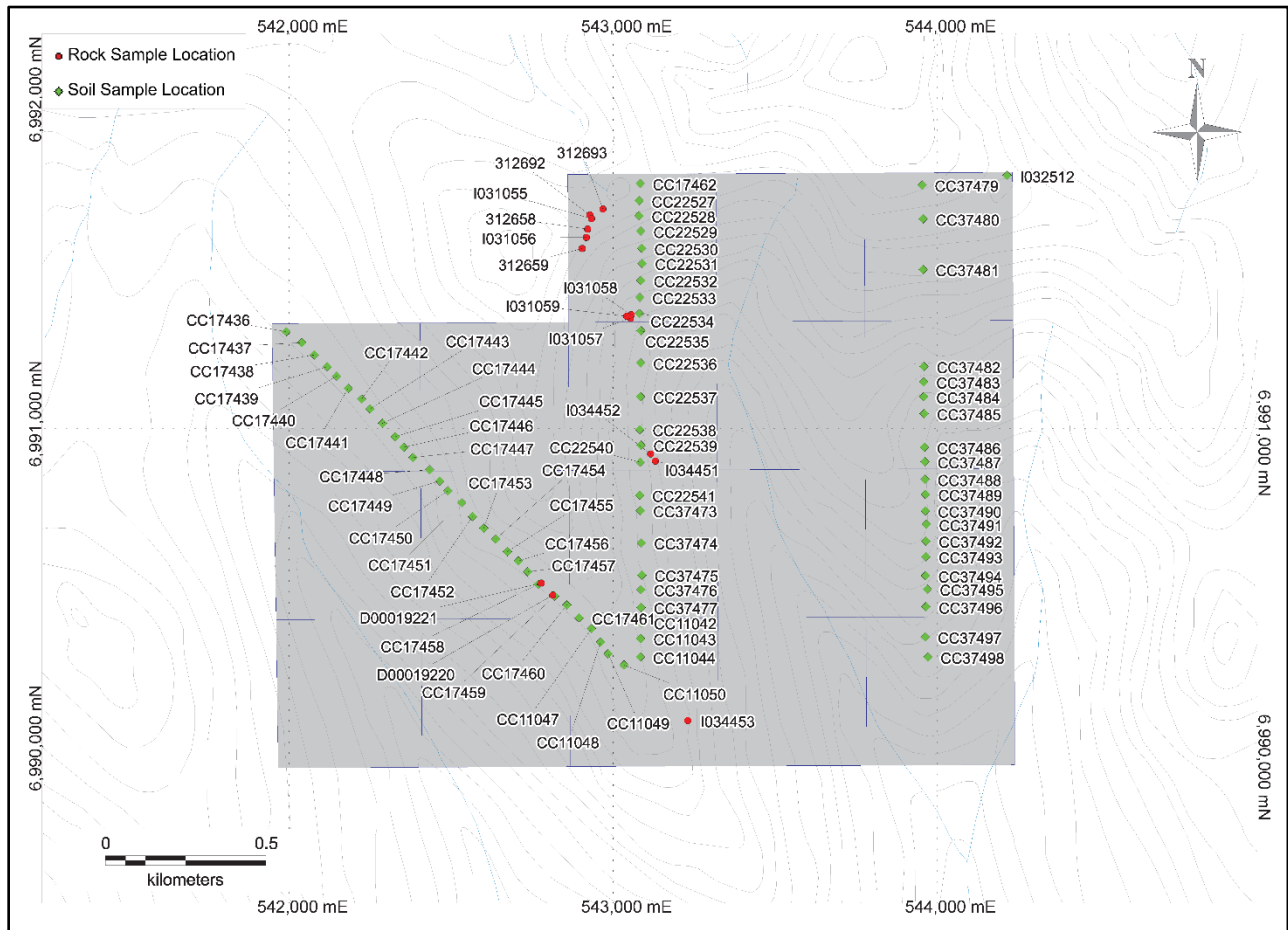 542,000 mE
543,000 mE
544,000 mE
Rock Sample Location
Soil Sample Location
N
6,992,000 mN
312693
312692
I031055
312658
I031056
312659
I031058
I031059
I031057
CC17462
CC22527
CC22528
CC22529
CC22530
CC22531
CC22532
CC22533
CC22534
CC22535
CC22536
CC22537
CC22538
CC22539
I034452
CC22540
I034451
CC22541
CC37473
CC37474
CC37475
CC37476
CC37477
CC11042
CC11043
CC11044
I032512
CC37479
CC37480
CC37481
CC37482
CC37483
CC37484
CC37485
CC37486
CC37487
CC37488
CC37489
CC37490
CC37491
CC37492
CC37493
CC37494
CC37495
CC37496
CC37497
CC37498
CC17436
CC17437
CC17438
CC17439
CC17440
CC17441
CC17442
CC17443
CC17444
CC17445
CC17446
CC17447
CC17448
CC17449
CC17450
CC17451
CC17452
CC17453
CC17454
CC17455
CC17456
CC17457
D00019221
CC17458
D00019220
CC17459
CC17460
CC17461
CC11047
CC11048
CC11049
CC11050
I034453
6,991,000 mN
6,991,000 mN
6,990,000 mN
6,990,000 mN
0
0.5
kilometers
542,000 mE
543,000 mE
544,000 mE